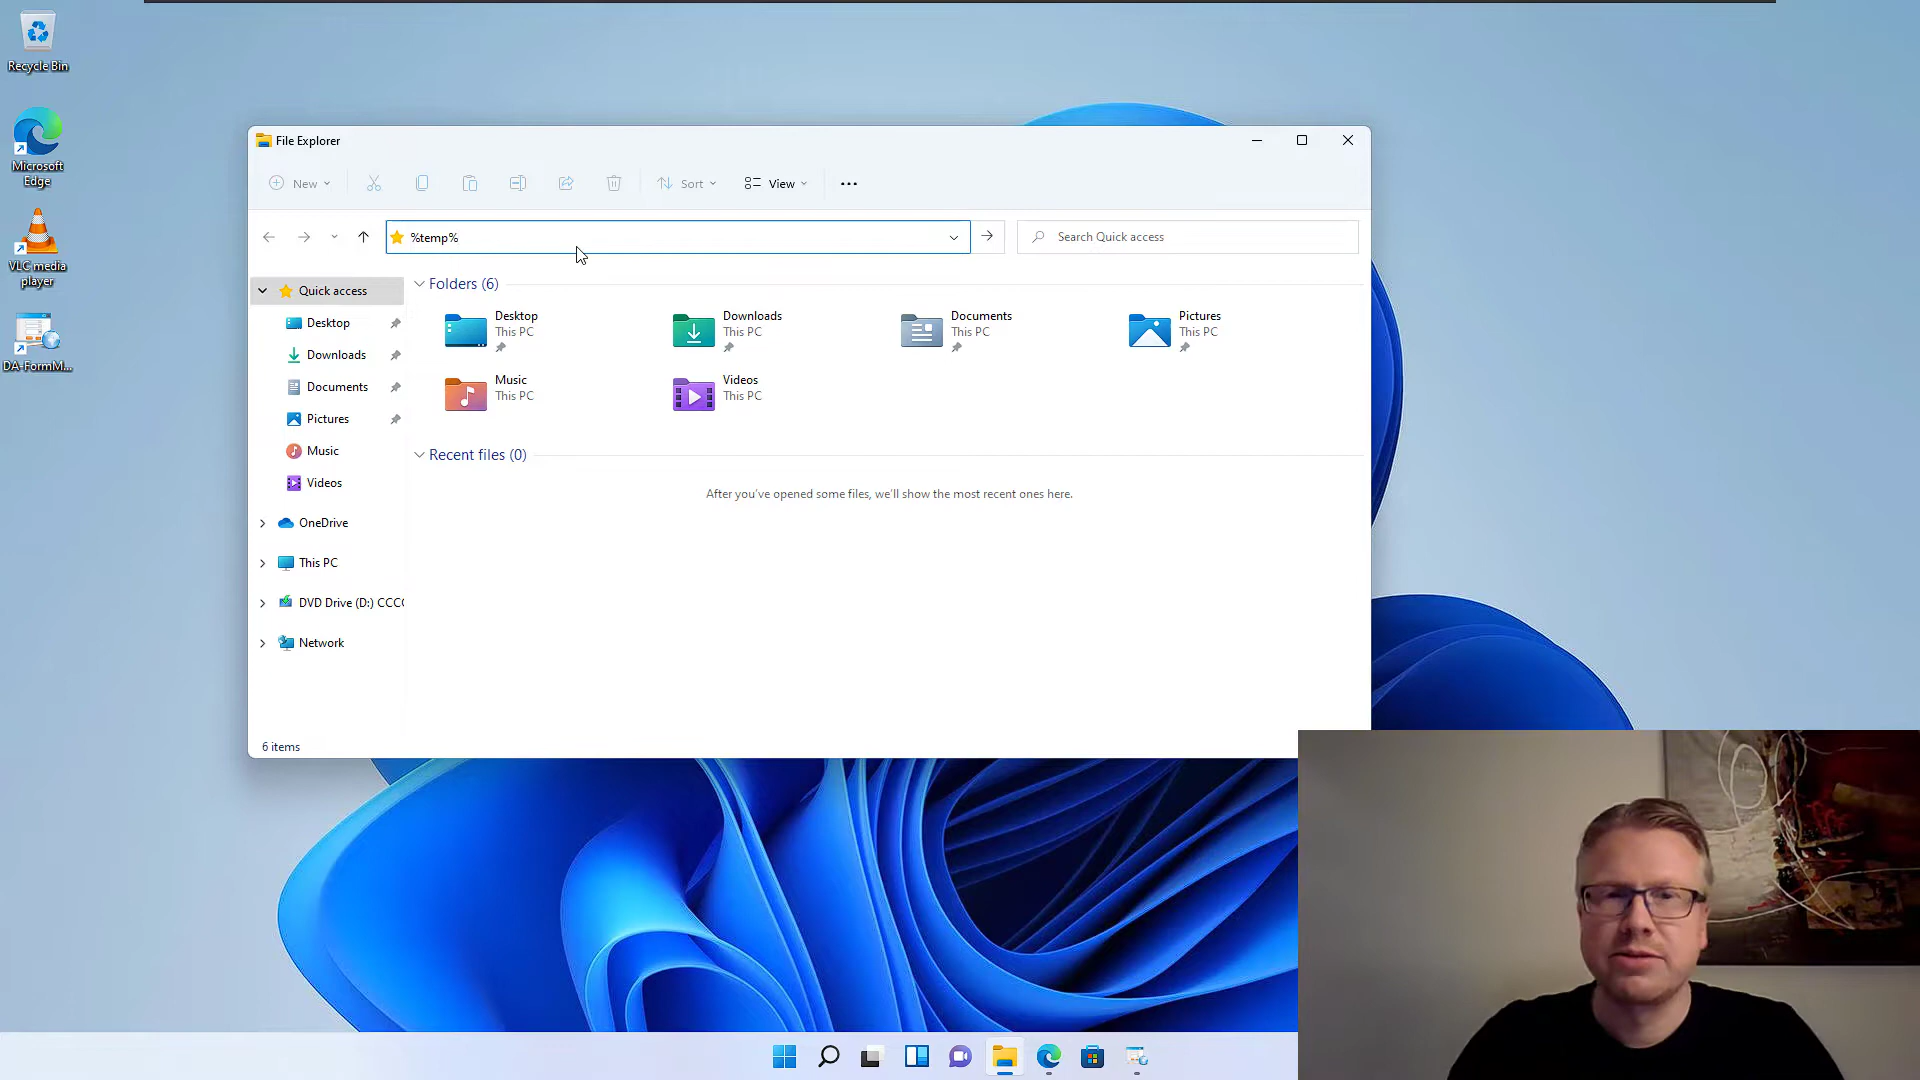 Recycle Bin
Microsoft
Edge
VLC media
player
DA-FormM...
File Explorer
New
Sort
View
%temp%
Search Quick access
Quick access
Desktop
Downloads
Documents
Pictures
Music
Videos
OneDrive
This PC
DVD Drive (D:) CCC
Network
Folders (6)
Desktop
This PC
Downloads
This PC
Documents
This PC
Pictures
This PC
Music
This PC
Videos
This PC
Recent files (0)
After you've opened some files, we'll show the most recent ones here.
6 items